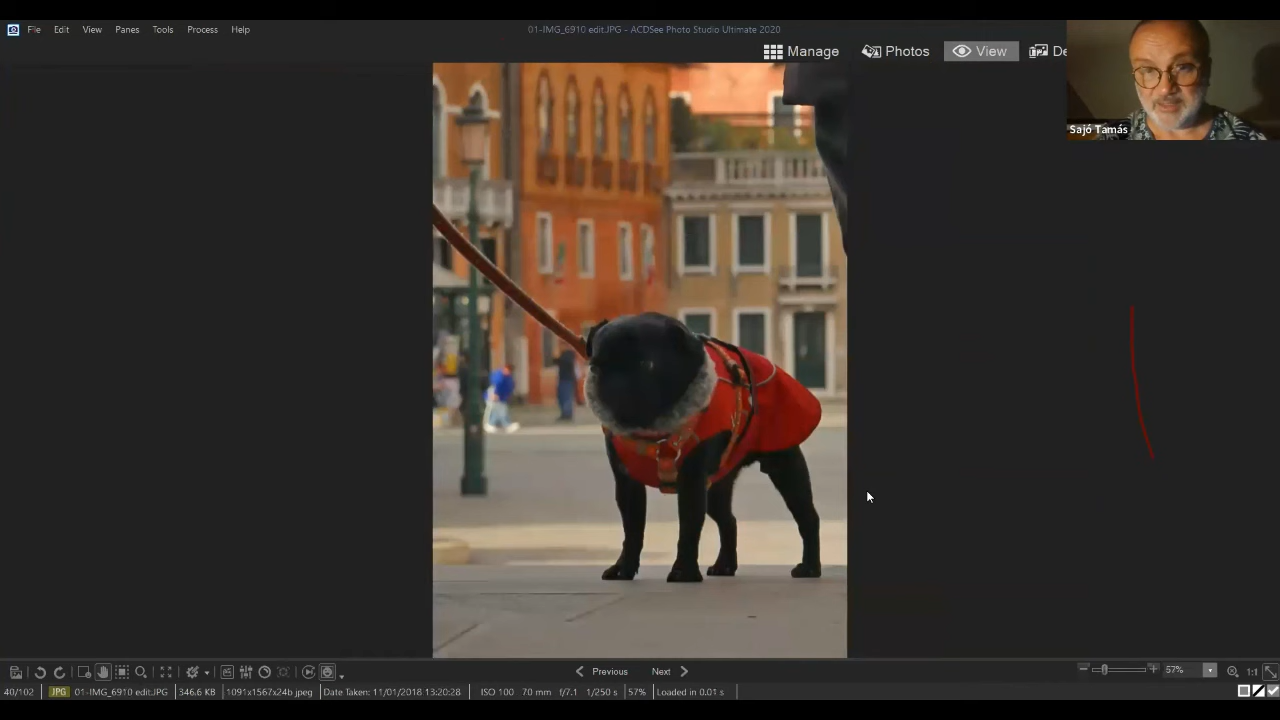 File Edit View Panes Tools Process Help
01-IMG_6910 edit.JPG - ACDSee Photo Studio Ultimate 2020
Manage Photos View De
Sajó Tamás
Previous Next 57% 1:1
40/102 JPG 01-IMG_6910 edit.JPG 346.6 KB 1091x1567x24b jpeg Date Taken: 11/01/2018 13:20:28 ISO 100 70 mm f/7.1 1/250 s 57% Loaded in 0.01 s